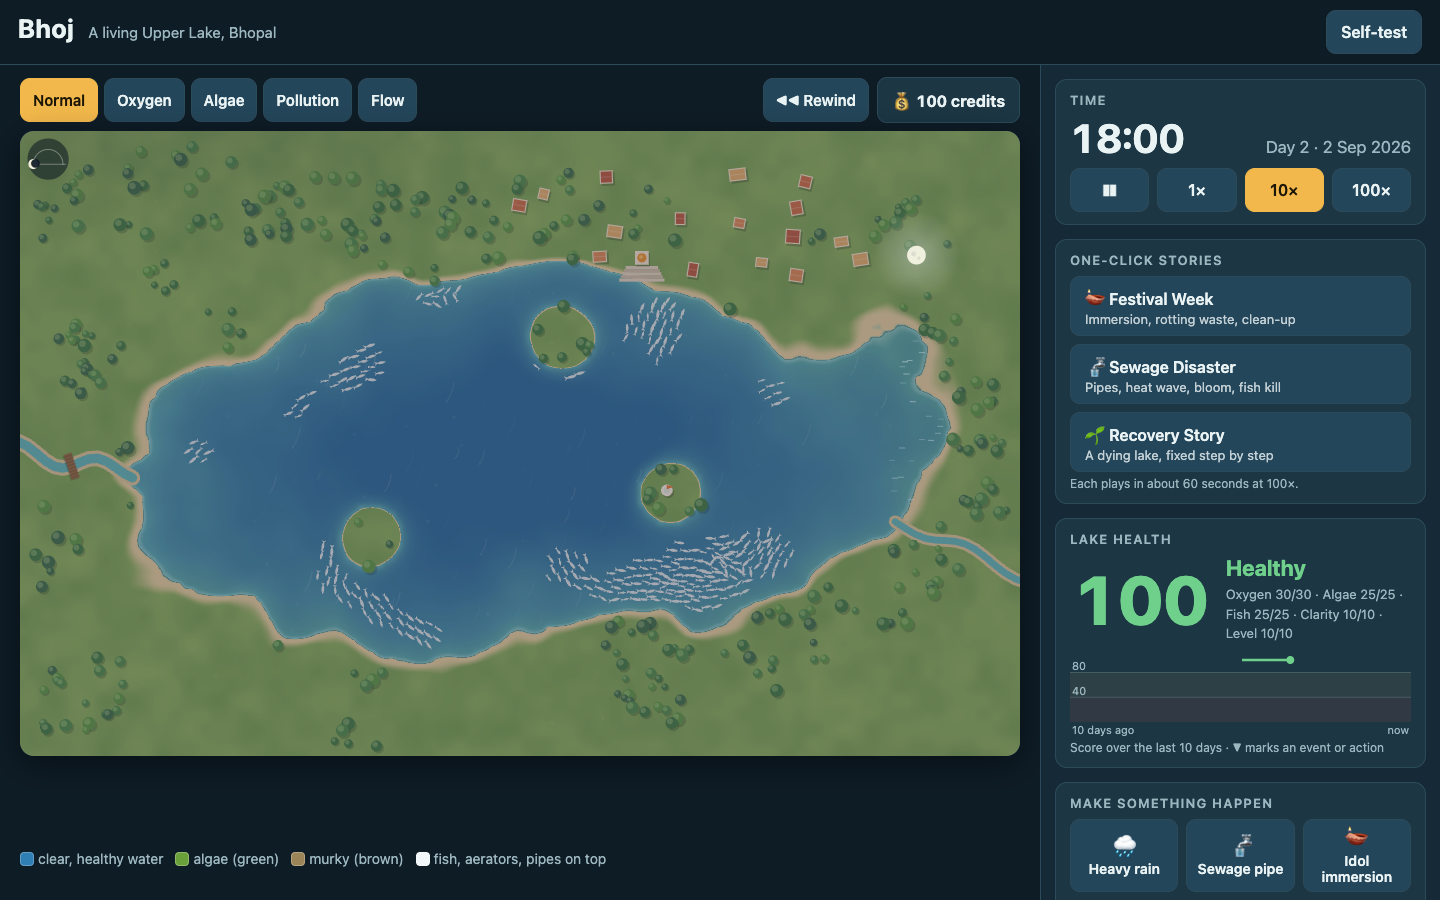 Bhoj
A living Upper Lake, Bhopal
Self-test
Normal
Oxygen
Algae
Pollution
Flow
◀◀ Rewind
💰 100 credits
TIME
18:00
Day 2 · 2 Sep 2026
1×
10×
100×
ONE-CLICK STORIES
Festival Week
Immersion, rotting waste, clean-up
Sewage Disaster
Pipes, heat wave, bloom, fish kill
Recovery Story
A dying lake, fixed step by step
Each plays in about 60 seconds at 100×.
LAKE HEALTH
100
Healthy
Oxygen 30/30 · Algae 25/25 ·
Fish 25/25 · Clarity 10/10 ·
Level 10/10
80
40
10 days ago
now
Score over the last 10 days · ▼ marks an event or action
MAKE SOMETHING HAPPEN
Heavy rain
Sewage pipe
Idol
immersion
clear, healthy water
algae (green)
murky (brown)
fish, aerators, pipes on top